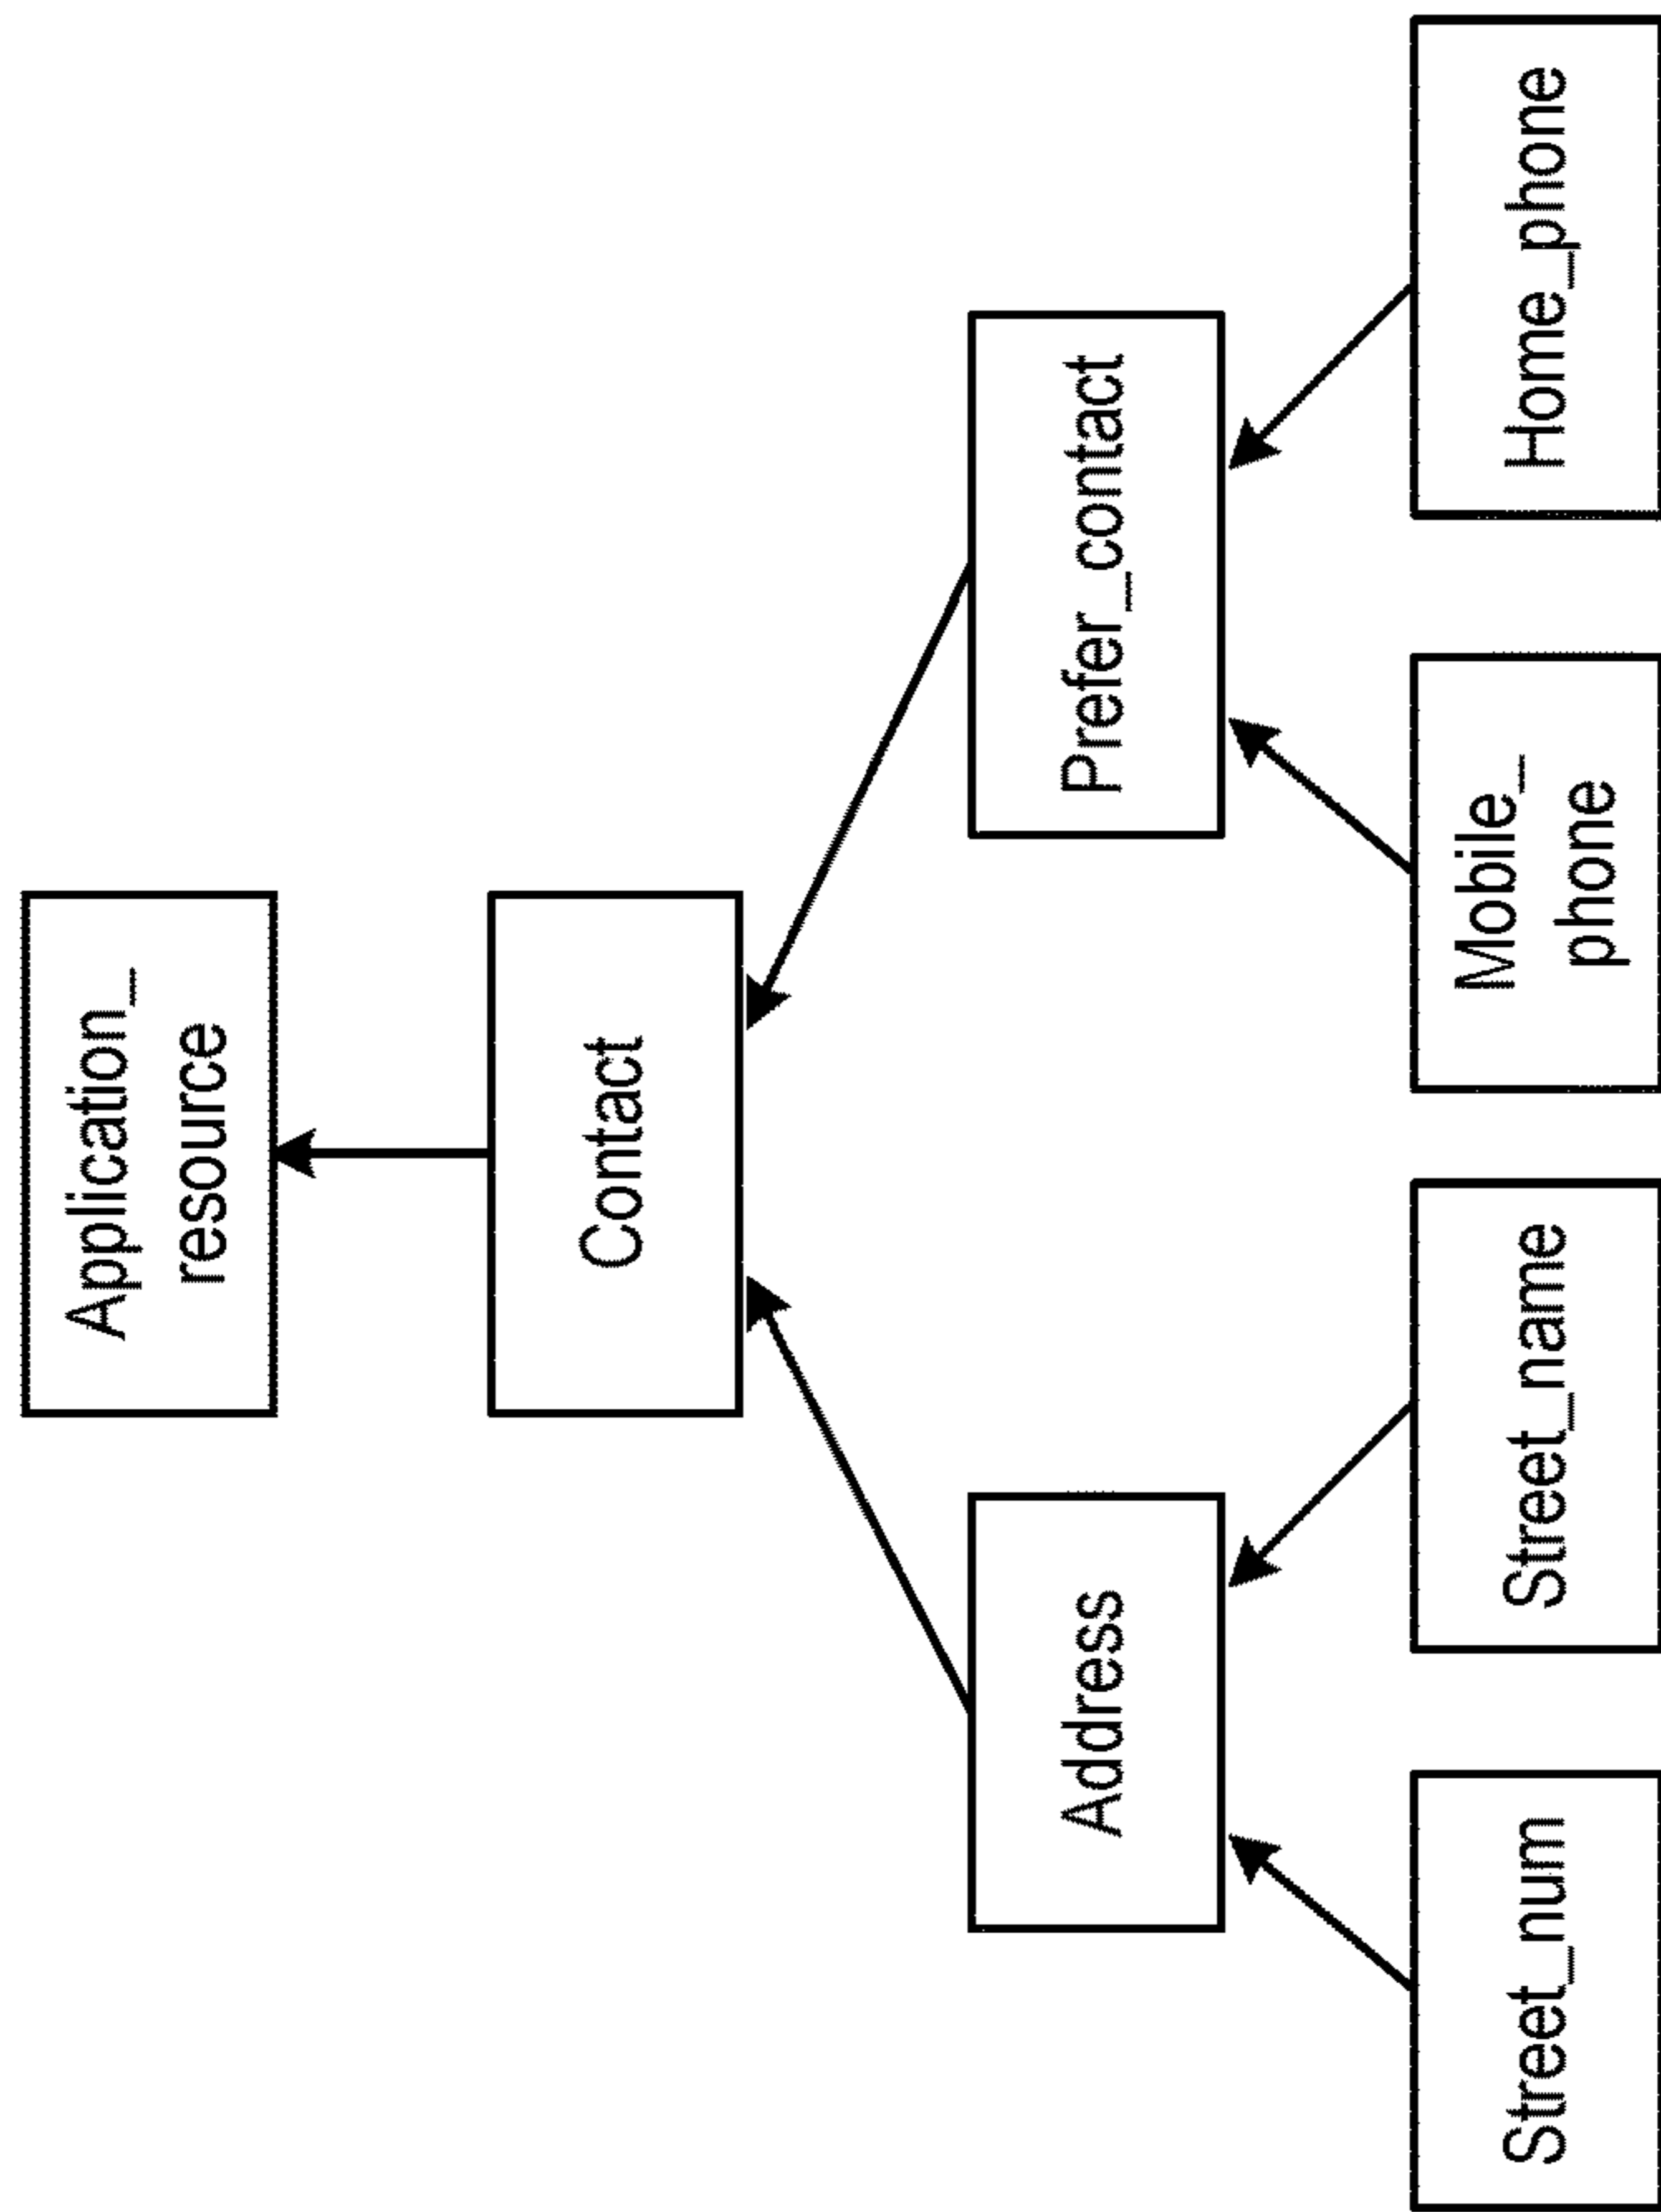 Application_
resource
Contact
Address
Prefer_contact
Street_num
Street_name
Mobile_
phone
Home_phone